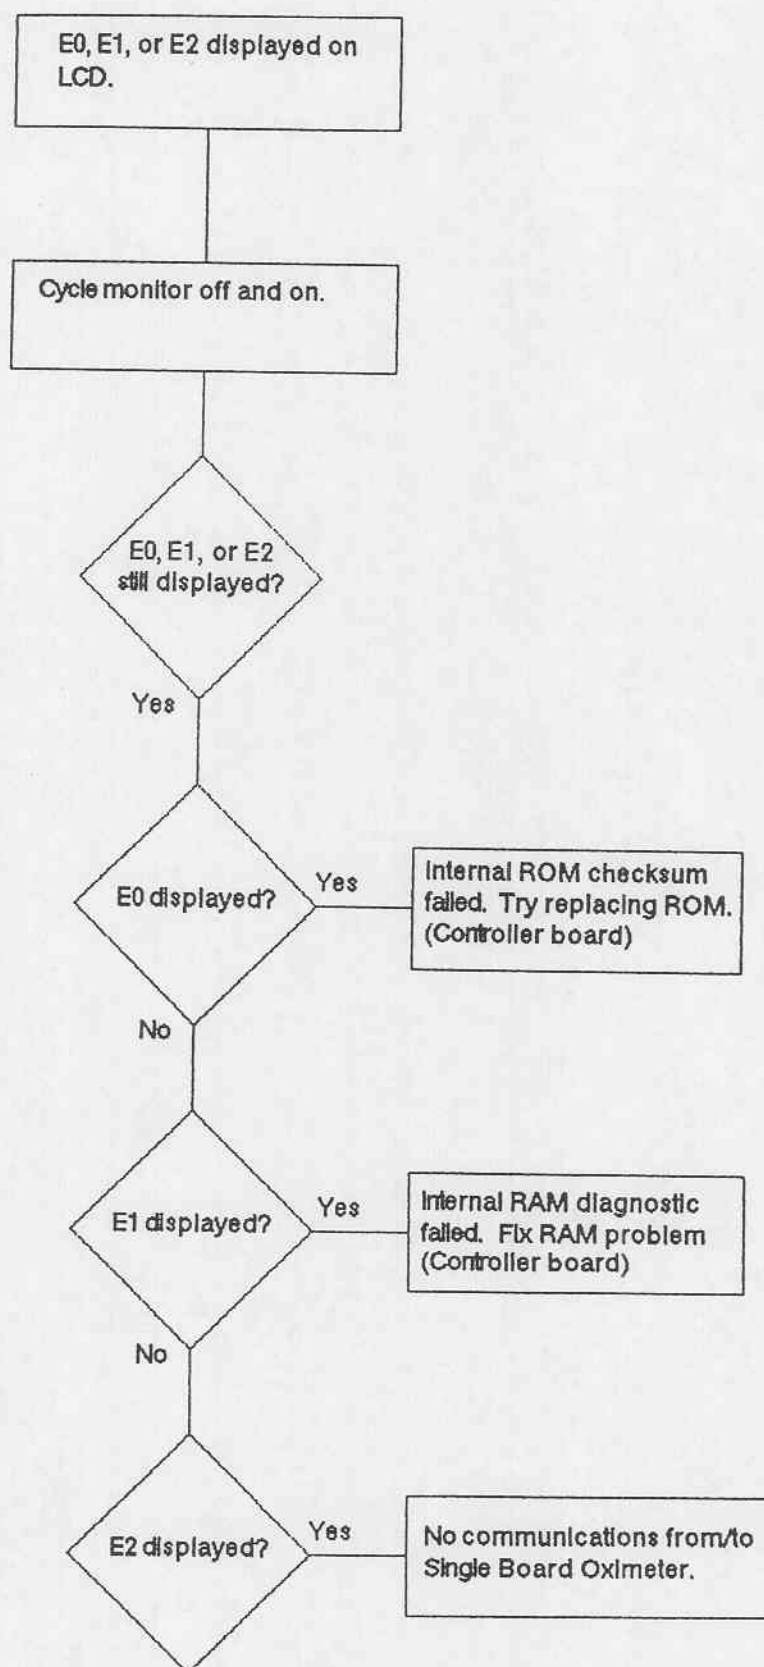 E0, E1, or E2 displayed on
LCD.
Cycle monitor off and on.
E0, E1, or E2
still displayed?
Yes
E0 displayed?
Yes
Internal ROM checksum
failed. Try replacing ROM.
(Controller board)
No
E1 displayed?
Yes
Internal RAM diagnostic
failed. Fix RAM problem
(Controller board)
No
E2 displayed?
Yes
No communications from/to
Single Board Oximeter.